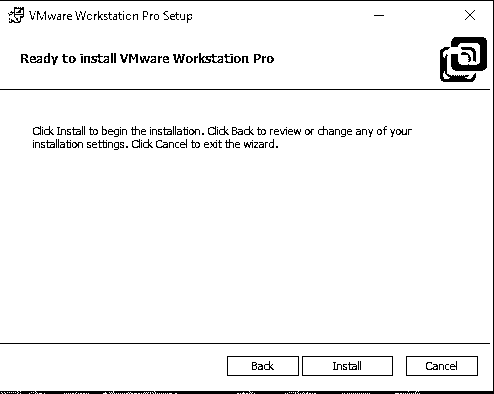 VMware Workstation Pro Setup
Ready to install VMware Workstation Pro
Click Install to begin the installation. Click Back to review or change any of your
installation settings. Click Cancel to exit the wizard.
Back Install Cancel